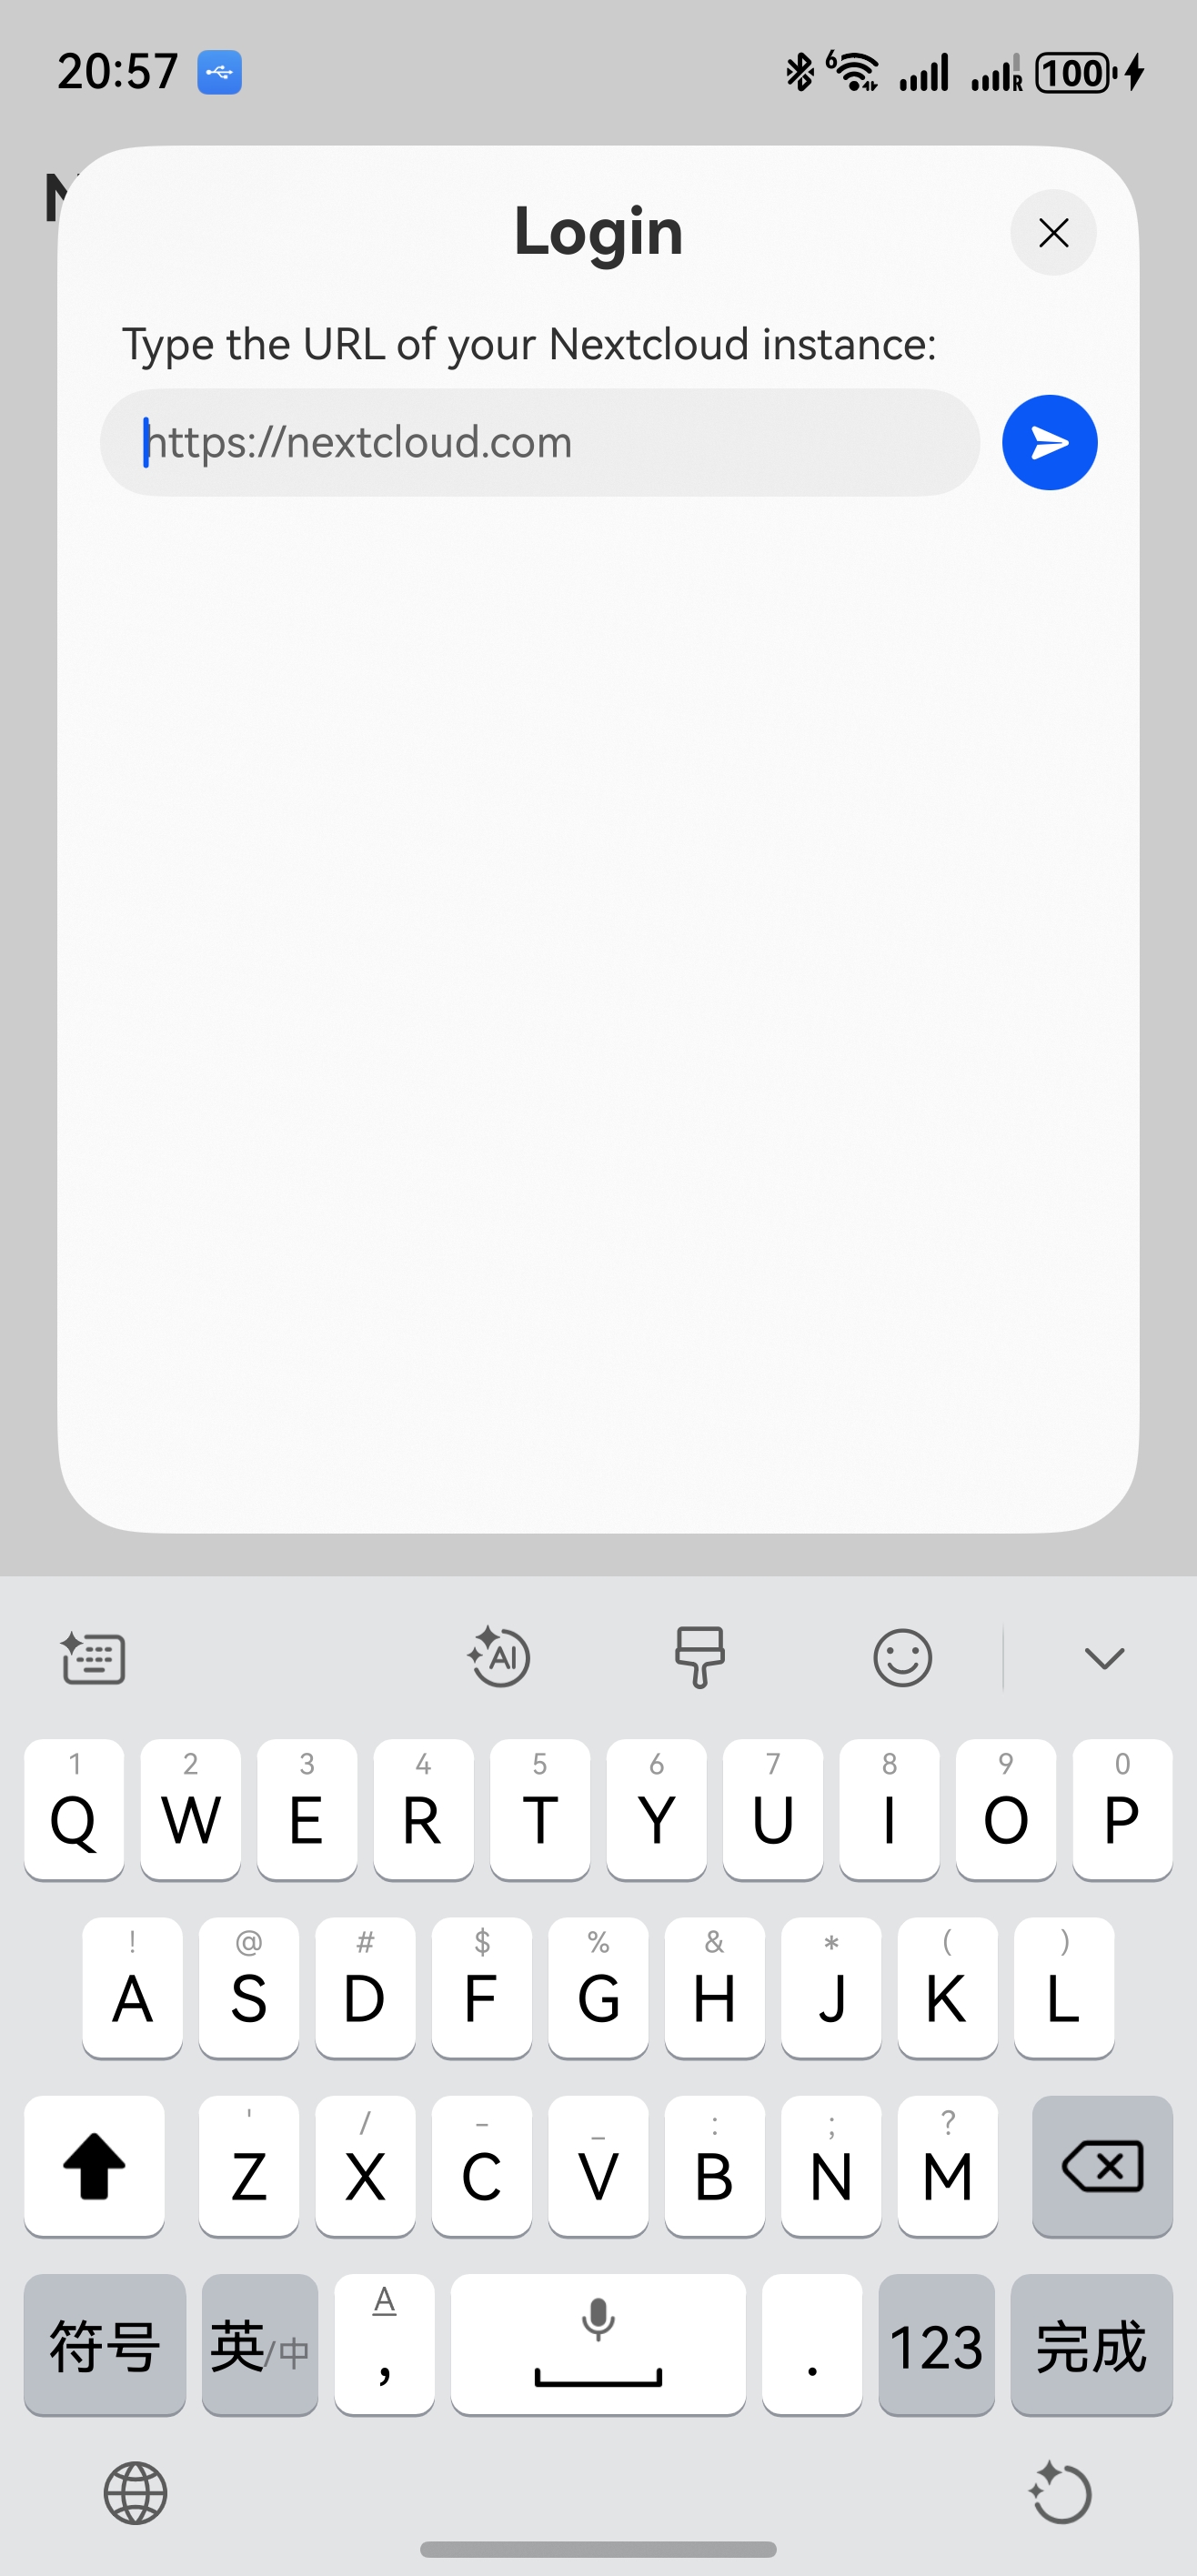 20:57
6
R
100
N
Login
Type the URL of your Nextcloud instance:
https://nextcloud.com
AI
1 2 3 4 5 6 7 8 9 0
Q W E R T Y U I O P
! @ # $ % & * ( )
A S D F G H J K L
' / - _ : ; ?
Z X C V B N M
符号 英/中 A , . 123 完成